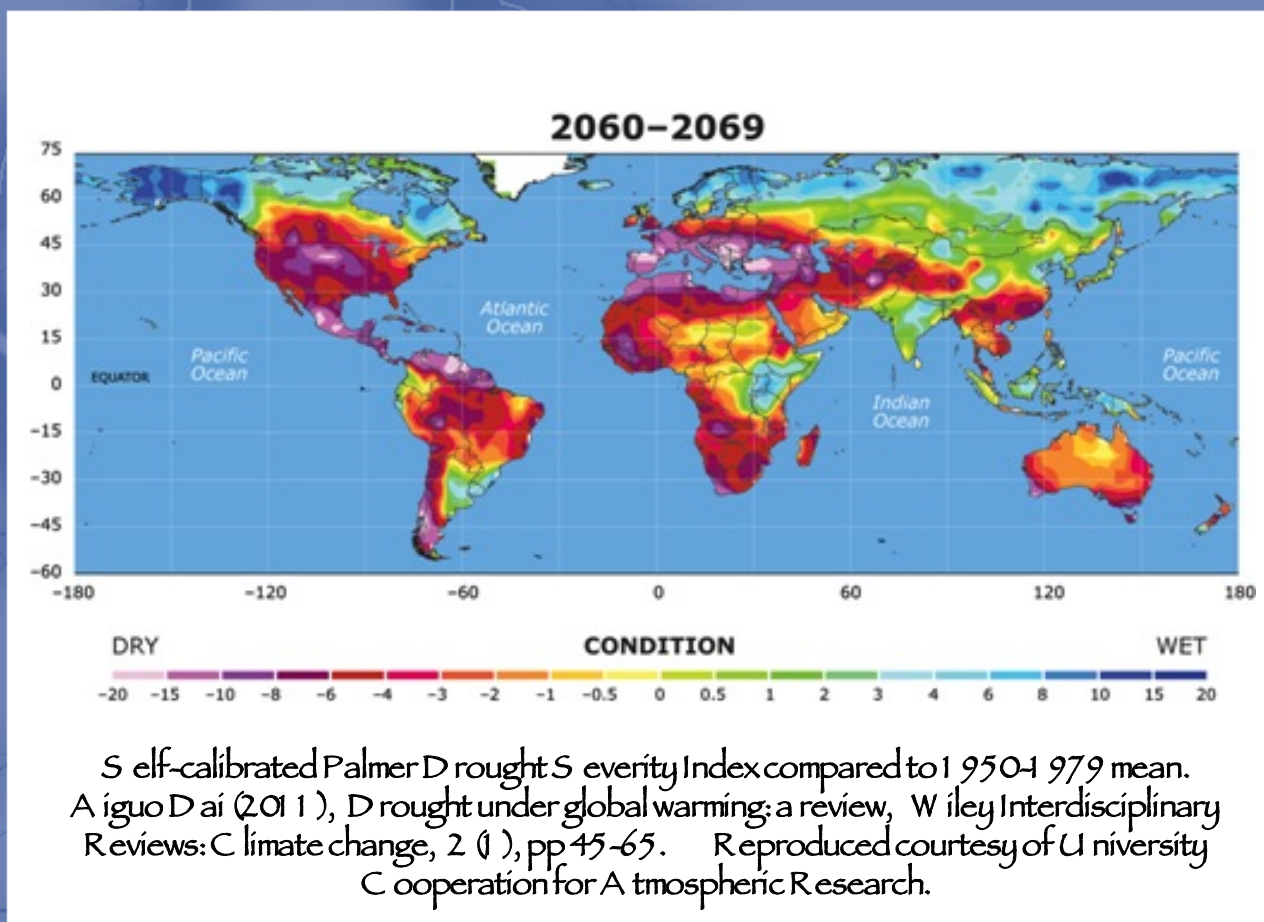 2060–2069
75
60
45
30
15
0
–15
–30
–45
–60
Atlantic
Ocean
Pacific
Ocean
EQUATOR
Pacific
Ocean
Indian
Ocean
–180
–120
–60
0
60
120
180
DRY
CONDITION
WET
–20 –15 –10 –8 –6 –4 –3 –2 –1 –0.5 0 0.5 1 2 3 4 6 8 10 15 20
Self-calibrated Palmer Drought Severity Index compared to 1950-1979 mean.
Aiguo Dai (2011), Drought under global warming: a review, Wiley Interdisciplinary
Reviews: Climate change, 2 (1), pp 45-65. Reproduced courtesy of University
Cooperation for Atmospheric Research.